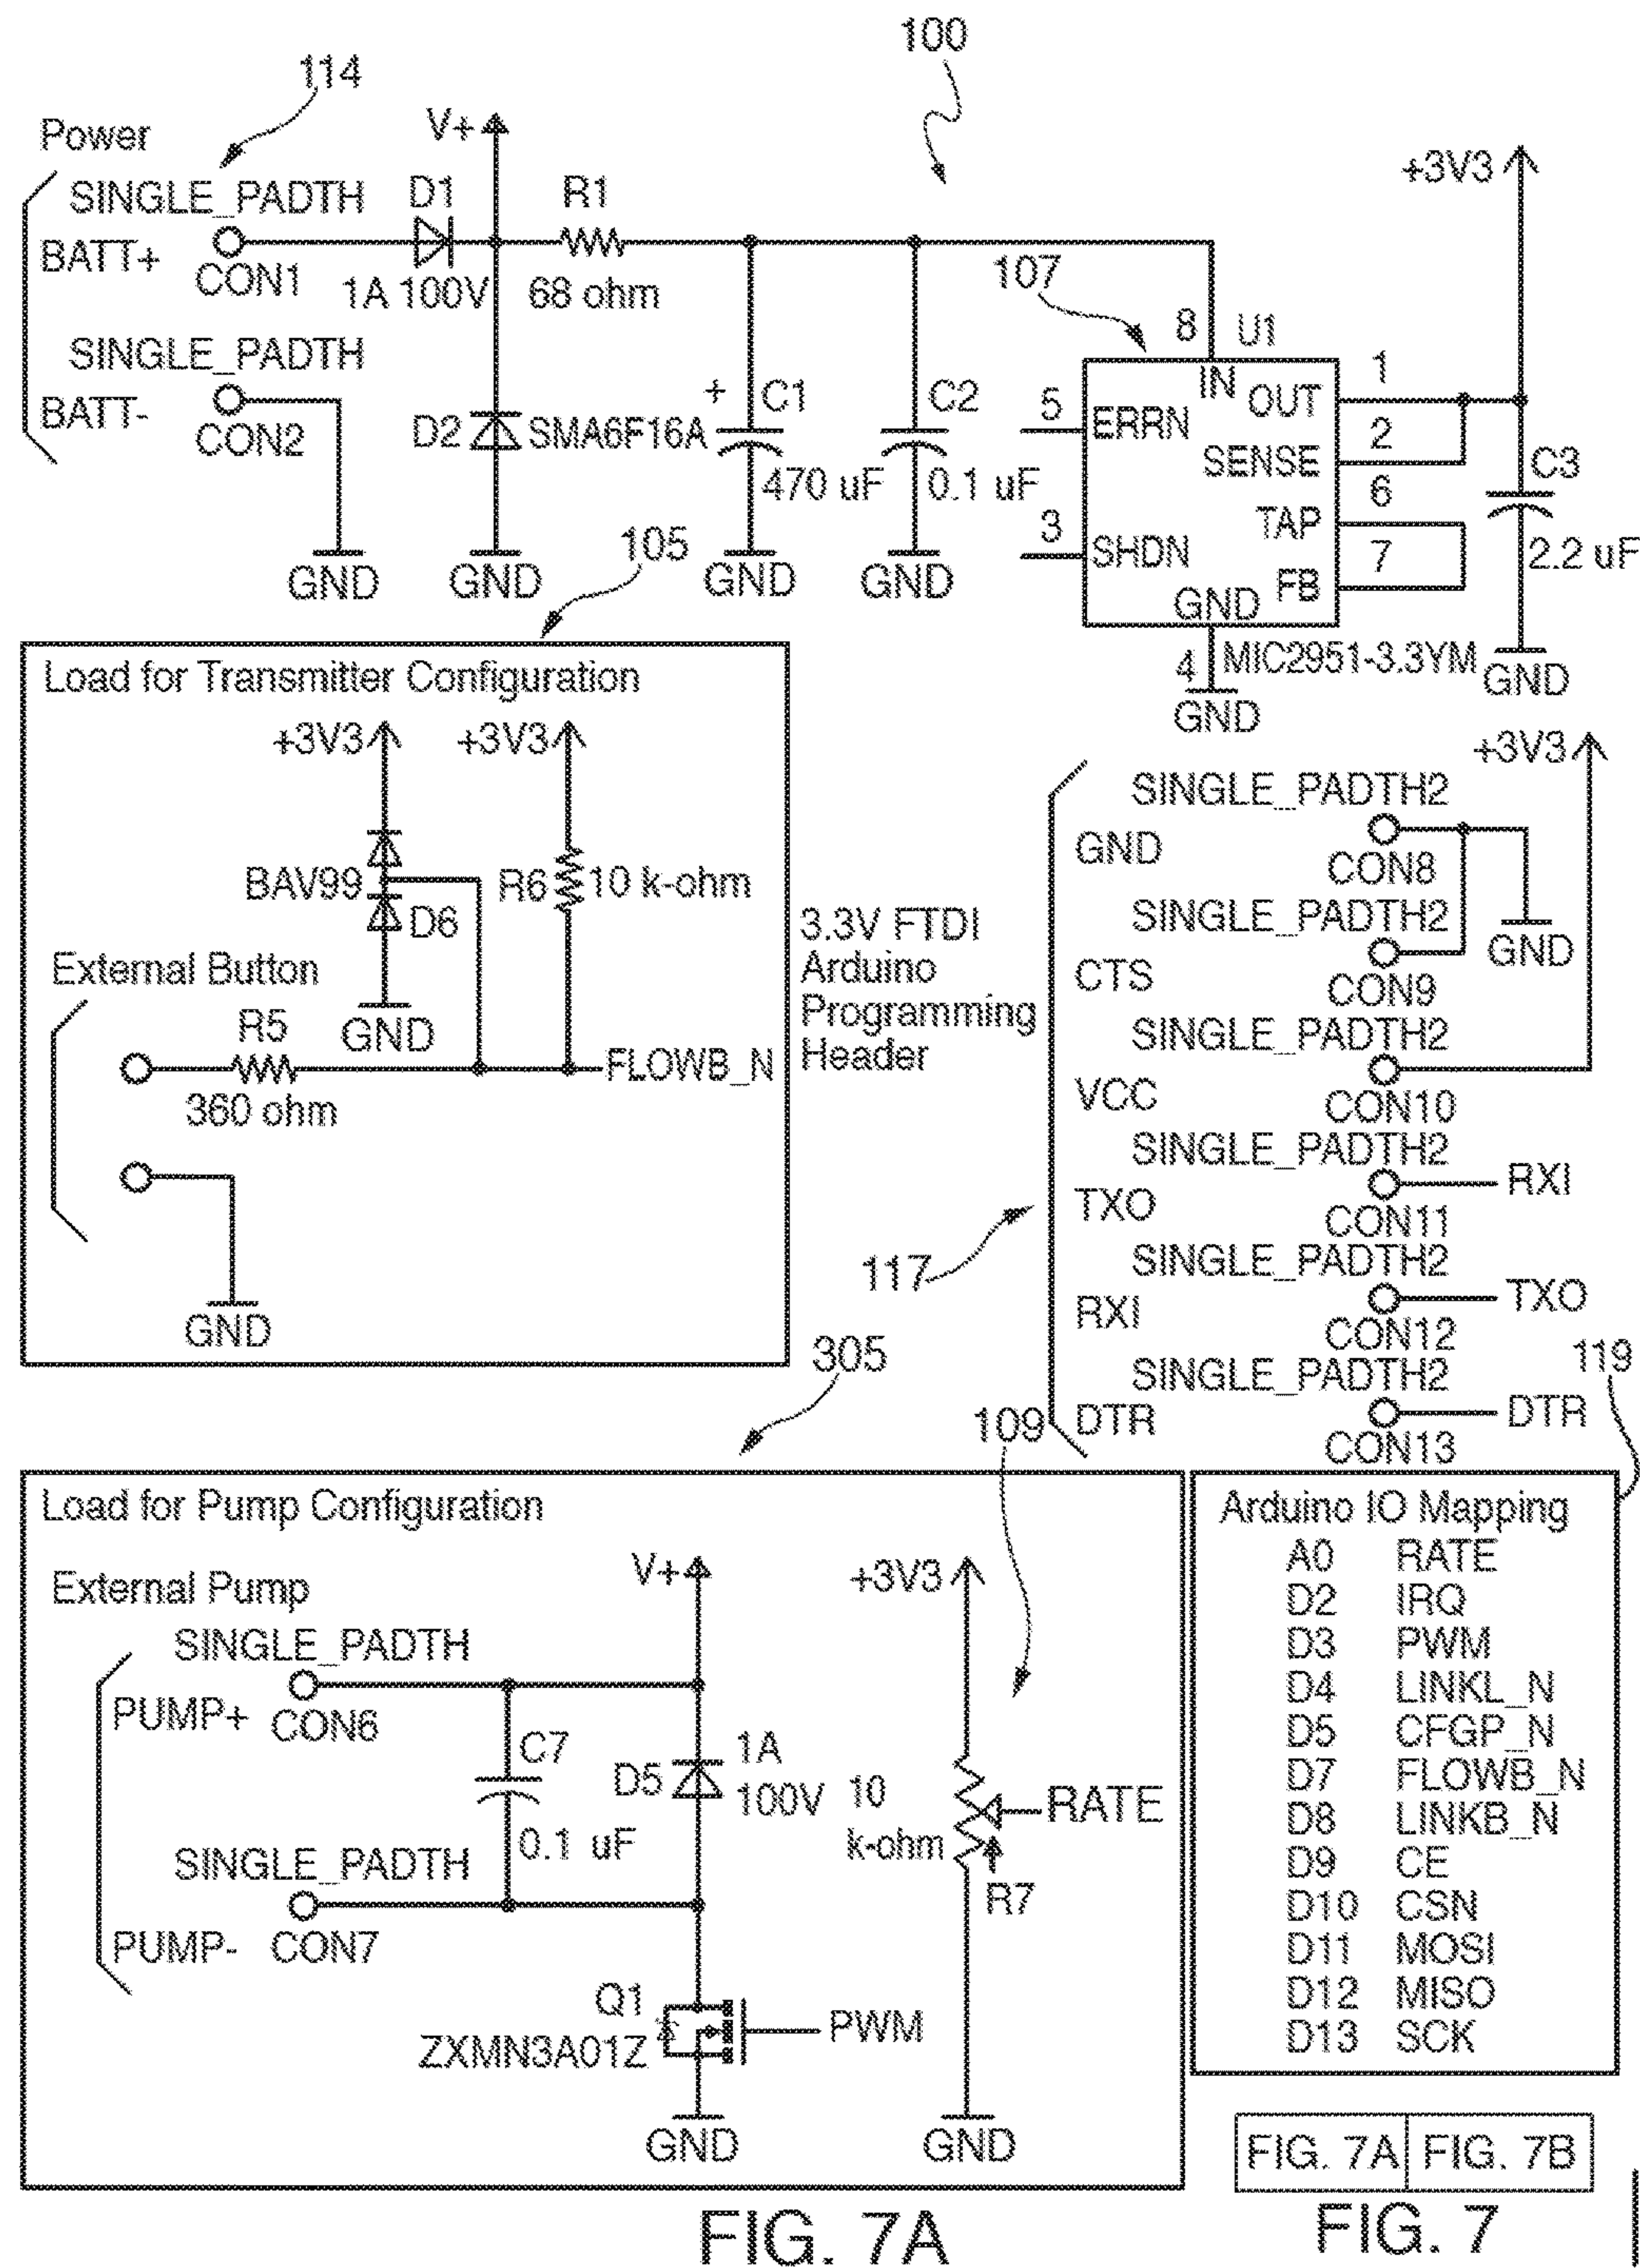 100
114
Power
V+
+3V3
SINGLE_PADTH
D1
R1
BATT+
CON1
1A 100V
68 ohm
107
8
U1
SINGLE_PADTH
BATT-
CON2
D2
SMA6F16A
+
C1
470 uF
C2
0.1 uF
5
ERRN
IN
OUT
1
SENSE
2
3
SHDN
TAP
6
FB
7
GND
4
MIC2951-3.3YM
C3
2.2 uF
GND
GND
GND
GND
GND
GND
105
Load for Transmitter Configuration
+3V3
+3V3
BAV99
D6
R6
10 k-ohm
External Button
GND
R5
360 ohm
FLOWB_N
GND
3.3V FTDI
Arduino
Programming
Header
117
+3V3
SINGLE_PADTH2
GND
CON8
SINGLE_PADTH2
GND
CTS
CON9
SINGLE_PADTH2
VCC
CON10
SINGLE_PADTH2
TXO
RXI
CON11
SINGLE_PADTH2
RXI
TXO
CON12
SINGLE_PADTH2
DTR
DTR
CON13
305
109
119
Load for Pump Configuration
External Pump
V+
+3V3
SINGLE_PADTH
PUMP+
CON6
C7
0.1 uF
D5
1A
100V
10
k-ohm
RATE
R7
SINGLE_PADTH
PUMP-
CON7
Q1
ZXMN3A01Z
PWM
GND
GND
Arduino IO Mapping
A0 RATE
D2 IRQ
D3 PWM
D4 LINKL_N
D5 CFGP_N
D7 FLOWB_N
D8 LINKB_N
D9 CE
D10 CSN
D11 MOSI
D12 MISO
D13 SCK
FIG. 7A FIG. 7B
FIG. 7A
FIG. 7